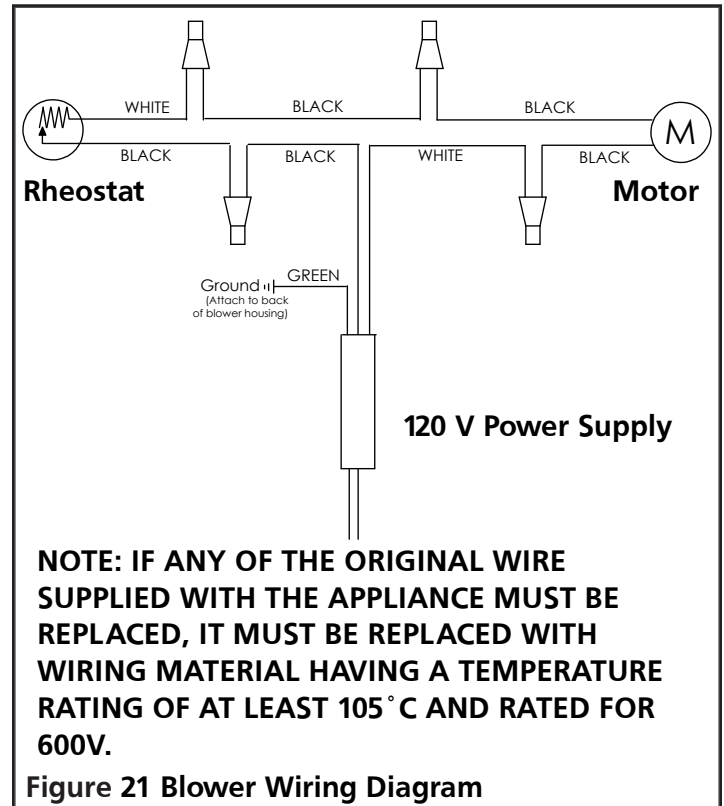 WHITE BLACK BLACK
BLACK BLACK WHITE BLACK
M
Rheostat Motor
Ground GREEN
(Attach to back
of blower housing)
120 V Power Supply
NOTE: IF ANY OF THE ORIGINAL WIRE
SUPPLIED WITH THE APPLIANCE MUST BE
REPLACED, IT MUST BE REPLACED WITH
WIRING MATERIAL HAVING A TEMPERATURE
RATING OF AT LEAST 105˚C AND RATED FOR
600V.
Figure 21 Blower Wiring Diagram